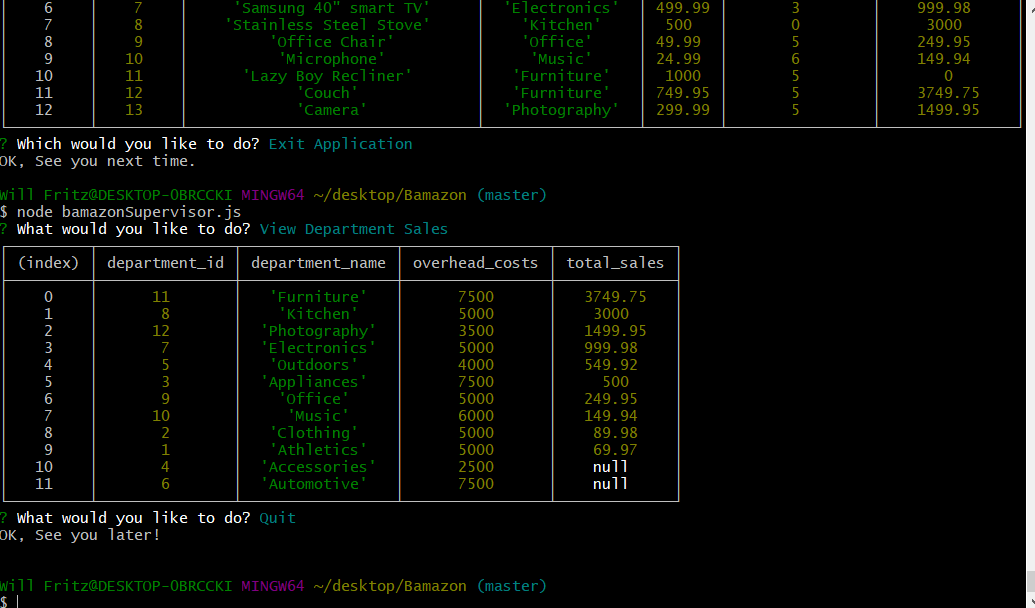 6 7 'Samsung 40" smart TV' 'Electronics' 499.99 3 999.98
7 8 'Stainless Steel Stove' 'Kitchen' 500 0 3000
8 9 'Office Chair' 'Office' 49.99 5 249.95
9 10 'Microphone' 'Music' 24.99 6 149.94
10 11 'Lazy Boy Recliner' 'Furniture' 1000 5 0
11 12 'Couch' 'Furniture' 749.95 5 3749.75
12 13 'Camera' 'Photography' 299.99 5 1499.95
? Which would you like to do? Exit Application
OK, See you next time.
Will Fritz@DESKTOP-0BRCCKI MINGW64 ~/desktop/Bamazon (master)
$ node bamazonSupervisor.js
? What would you like to do? View Department Sales
(index) department_id department_name overhead_costs total_sales
0 11 'Furniture' 7500 3749.75
1 8 'Kitchen' 5000 3000
2 12 'Photography' 3500 1499.95
3 7 'Electronics' 5000 999.98
4 5 'Outdoors' 4000 549.92
5 3 'Appliances' 7500 500
6 9 'Office' 5000 249.95
7 10 'Music' 6000 149.94
8 2 'Clothing' 5000 89.98
9 1 'Athletics' 5000 69.97
10 4 'Accessories' 2500 null
11 6 'Automotive' 7500 null
? What would you like to do? Quit
OK, See you later!
Will Fritz@DESKTOP-0BRCCKI MINGW64 ~/desktop/Bamazon (master)
$